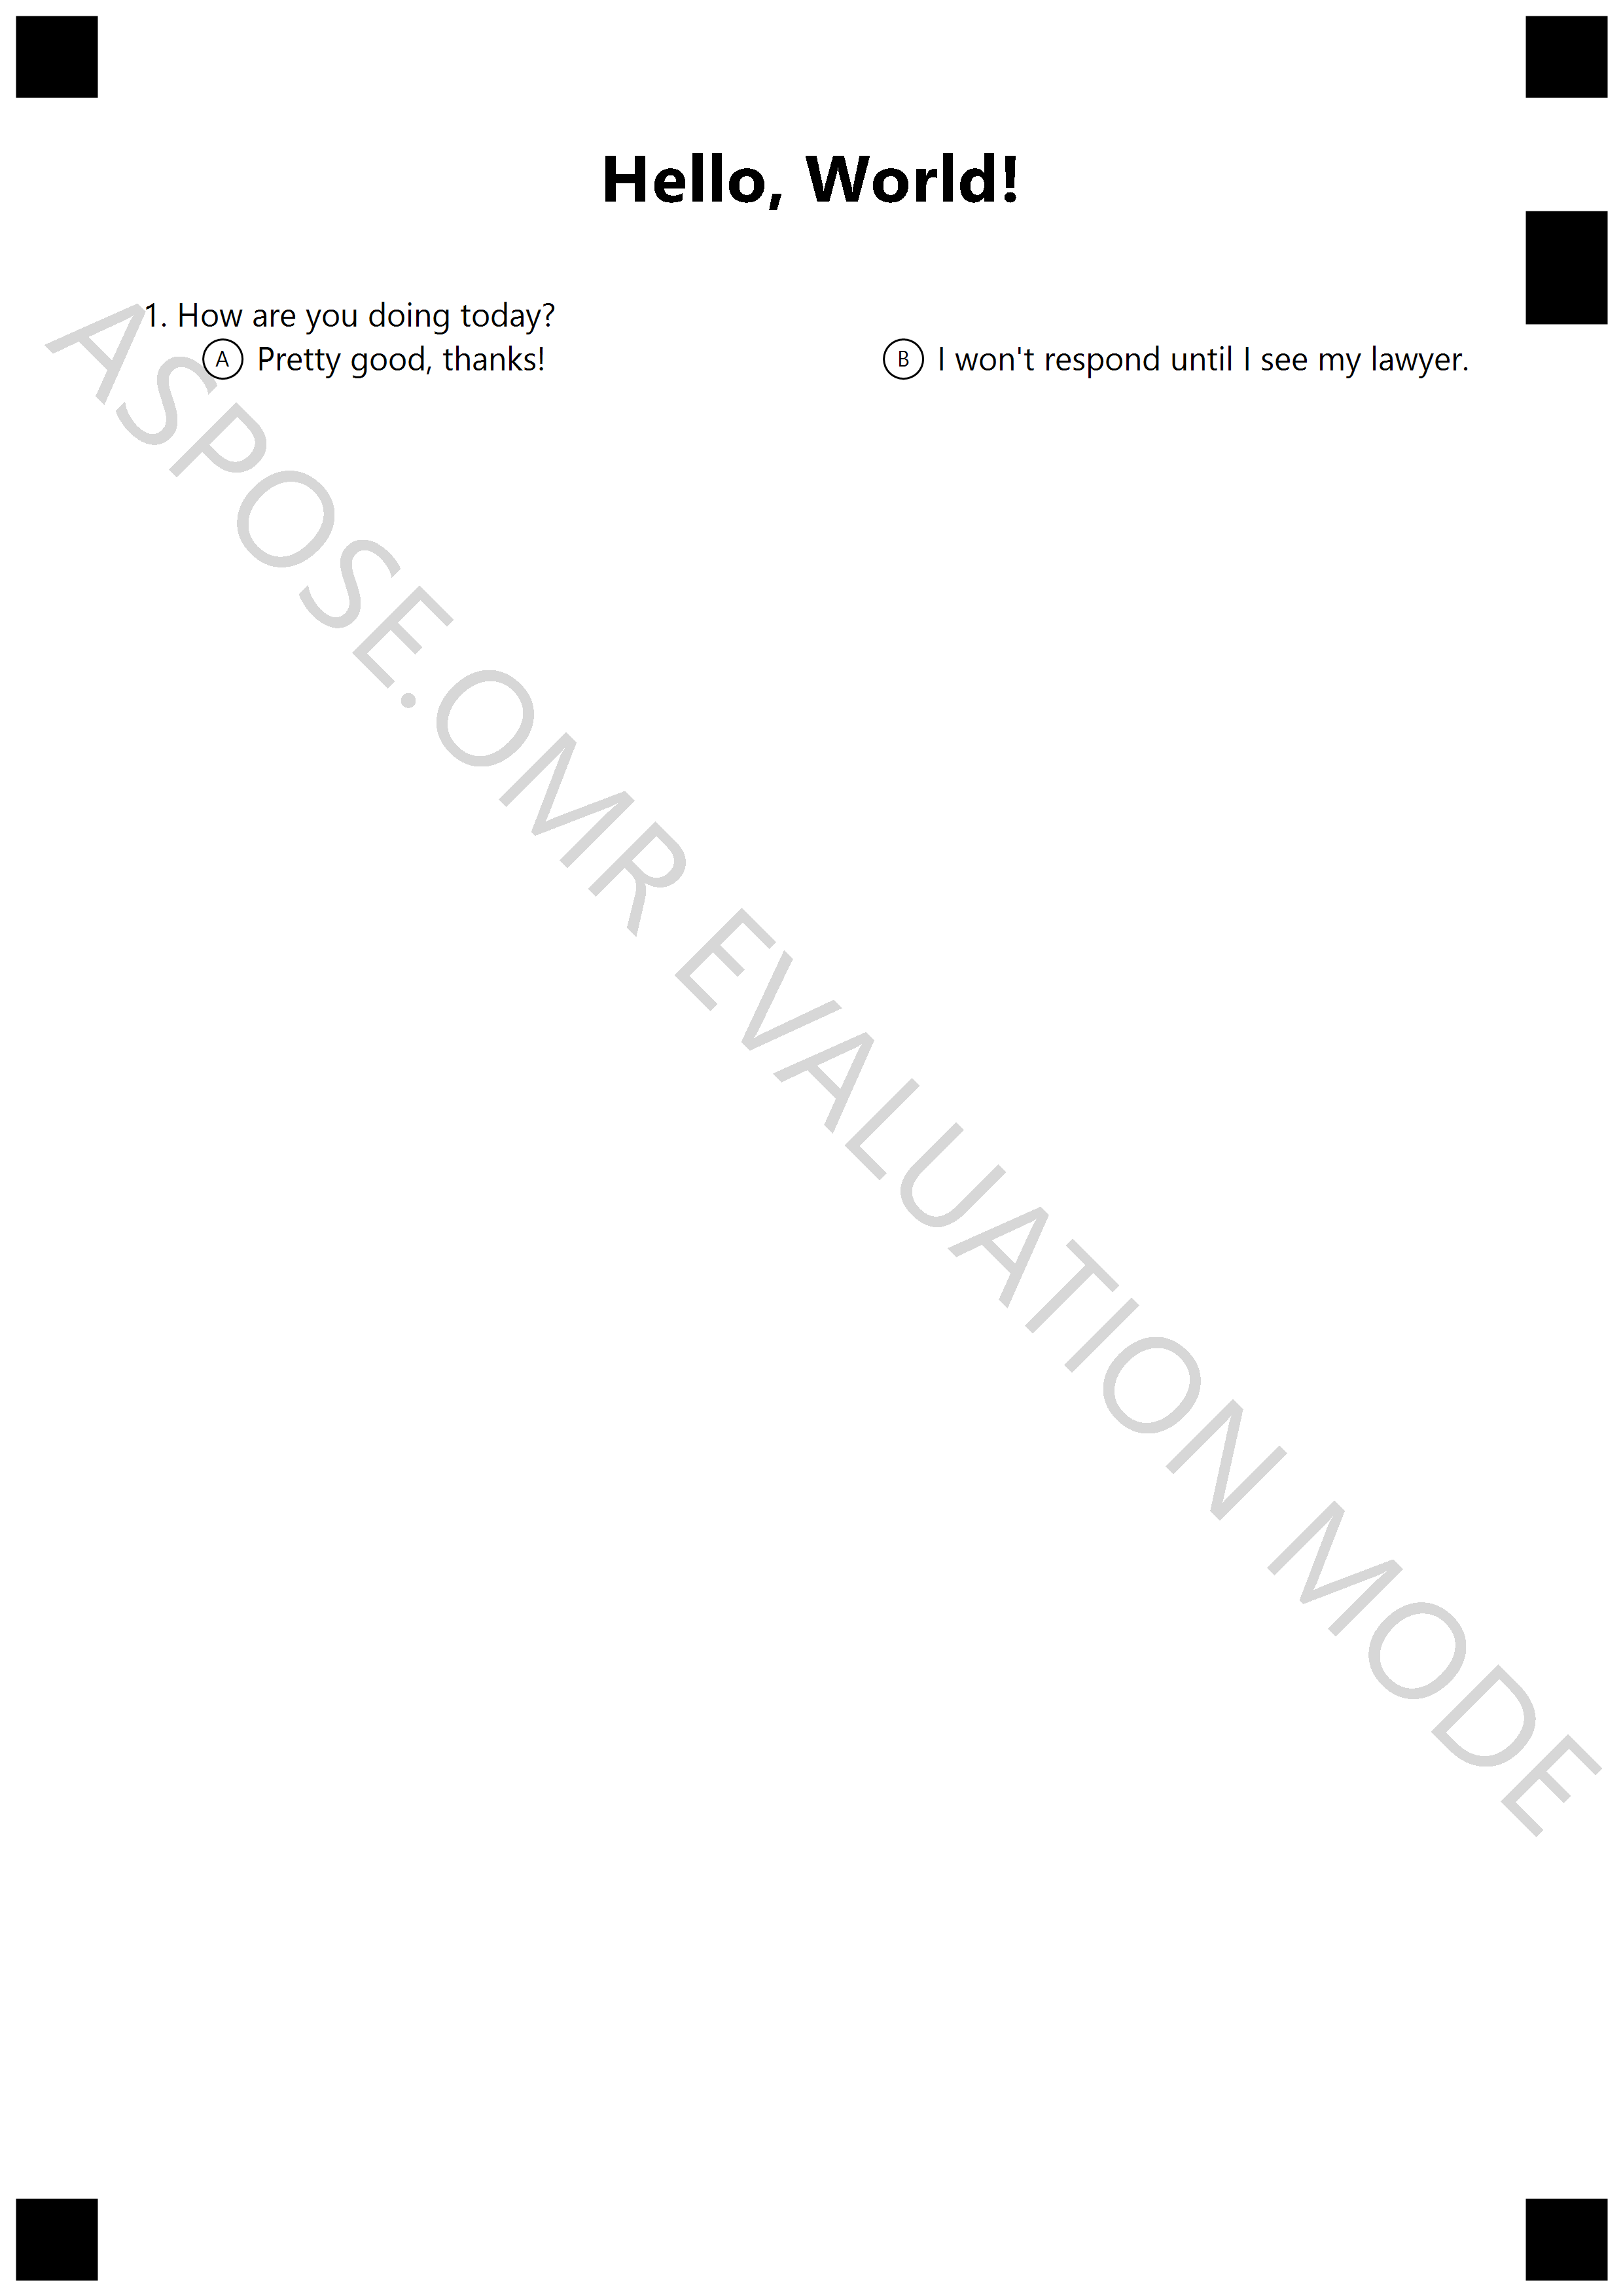 Hello, World!
1. How are you doing today?
A Pretty good, thanks!
B I won't respond until I see my lawyer.
ASPOSE.OMR EVALUATION MODE